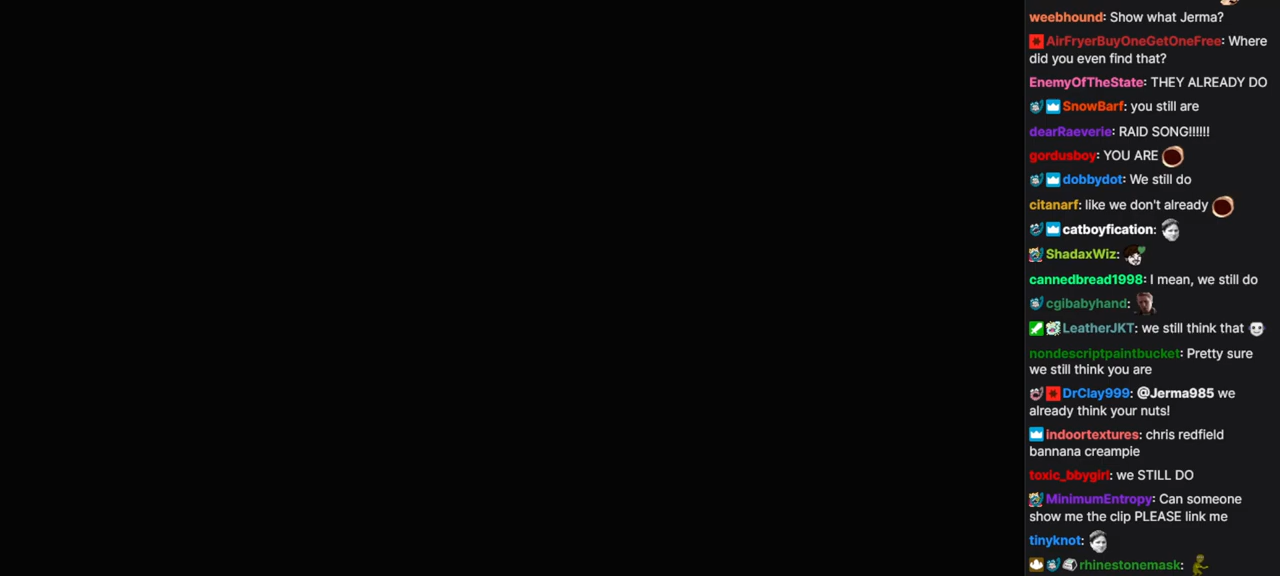 weebhound: Show what Jerma?
AirFryerBuyOneGetOneFree: Where
did you even find that?
EnemyOfTheState: THEY ALREADY DO
SnowBarf: you still are
dearRaeverie: RAID SONG!!!!!!
gordusboy: YOU ARE
dobbydot: We still do
citanarf: like we don't already
catboyfication:
ShadaxWiz:
cannedbread1998: I mean, we still do
cgibabyhand:
LeatherJKT: we still think that
nondescriptpaintbucket: Pretty sure
we still think you are
DrClay999: @Jerma985 we
already think your nuts!
indoortextures: chris redfield
bannana creampie
toxic_bbygirl: we STILL DO
MinimumEntropy: Can someone
show me the clip PLEASE link me
tinyknot:
rhinestonemask: